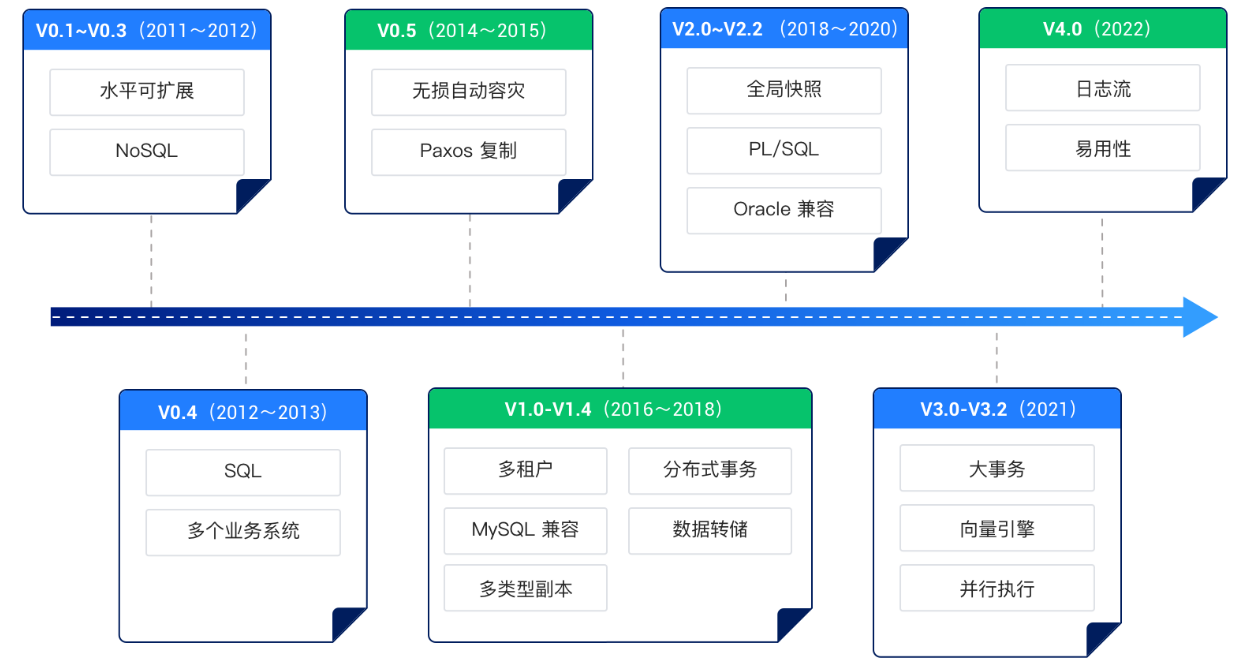 V0.1~V0.3（2011～2012）
水平可扩展
NoSQL
V0.5（2014～2015）
无损自动容灾
Paxos 复制
V2.0~V2.2 （2018～2020）
全局快照
PL/SQL
Oracle 兼容
V4.0（2022）
日志流
易用性
V0.4（2012～2013）
SQL
多个业务系统
V1.0-V1.4（2016～2018）
多租户
分布式事务
MySQL 兼容
数据转储
多类型副本
V3.0-V3.2（2021）
大事务
向量引擎
并行执行